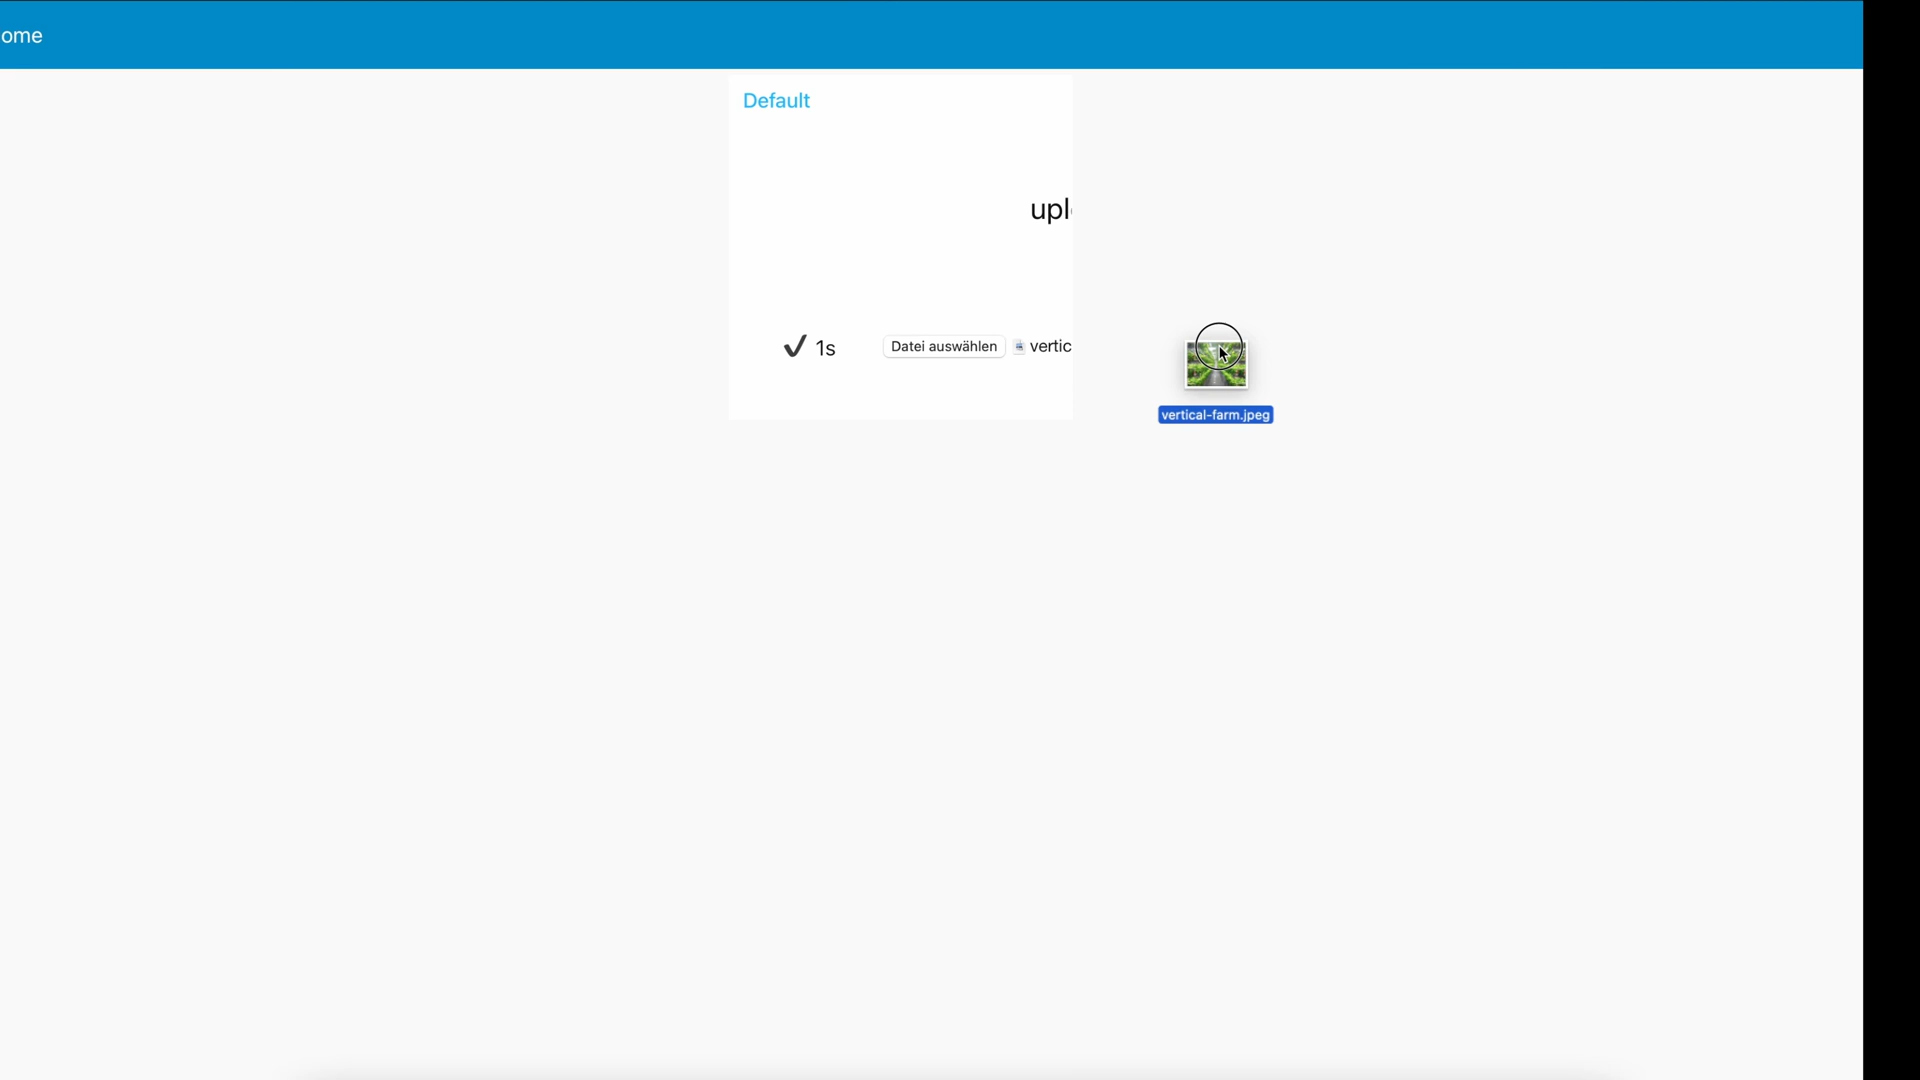 ome
Default
upl
✓ 1s
Datei auswählen
vertic
vertical-farm.jpeg